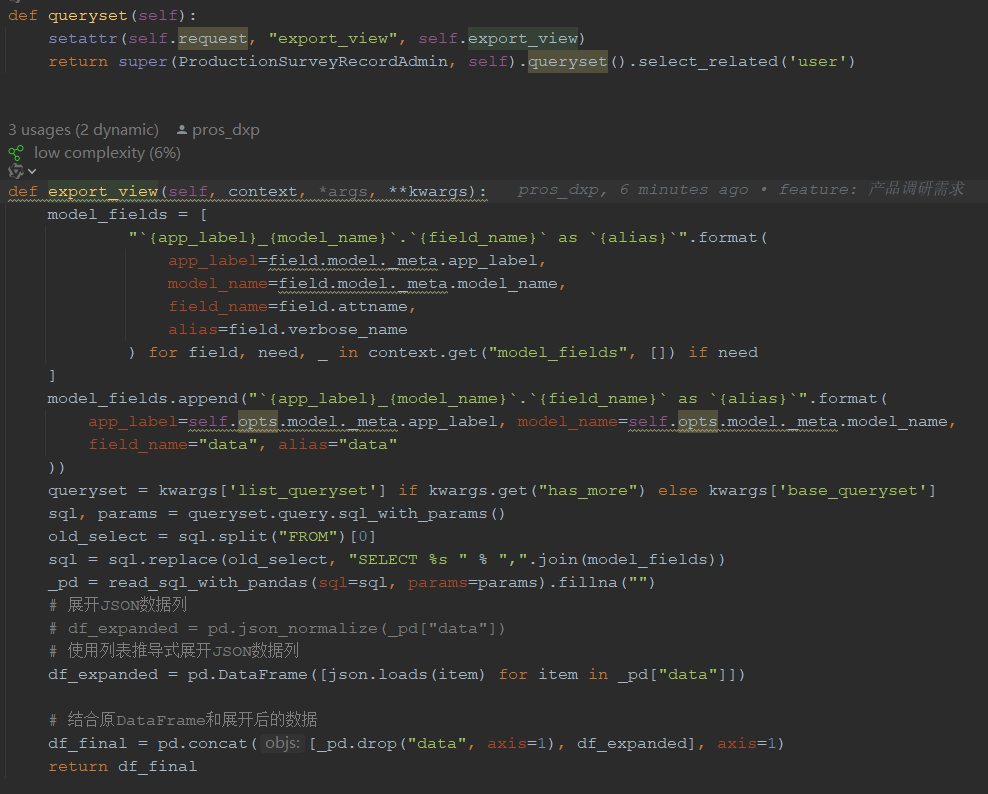 def queryset(self):
    setattr(self.request, "export_view", self.export_view)
    return super(ProductionSurveyRecordAdmin, self).queryset().select_related('user')
3 usages (2 dynamic)    pros_dxp
low complexity (6%)
def export_view(self, context, *args, **kwargs):    pros_dxp, 6 minutes ago • feature: 产品调研需求
    model_fields = [
            "`{app_label}_{model_name}`.`{field_name}` as `{alias}`".format(
                app_label=field.model._meta.app_label,
                model_name=field.model._meta.model_name,
                field_name=field.attname,
                alias=field.verbose_name
            ) for field, need, _ in context.get("model_fields", []) if need
    ]
    model_fields.append("`{app_label}_{model_name}`.`{field_name}` as `{alias}`".format(
        app_label=self.opts.model._meta.app_label, model_name=self.opts.model._meta.model_name,
        field_name="data", alias="data"
    ))
    queryset = kwargs['list_queryset'] if kwargs.get("has_more") else kwargs['base_queryset']
    sql, params = queryset.query.sql_with_params()
    old_select = sql.split("FROM")[0]
    sql = sql.replace(old_select, "SELECT %s " % ",".join(model_fields))
    _pd = read_sql_with_pandas(sql=sql, params=params).fillna("")
    # 展开JSON数据列
    # df_expanded = pd.json_normalize(_pd["data"])
    # 使用列表推导式展开JSON数据列
    df_expanded = pd.DataFrame([json.loads(item) for item in _pd["data"]])
    # 结合原DataFrame和展开后的数据
    df_final = pd.concat( objs: [_pd.drop("data", axis=1), df_expanded], axis=1)
    return df_final